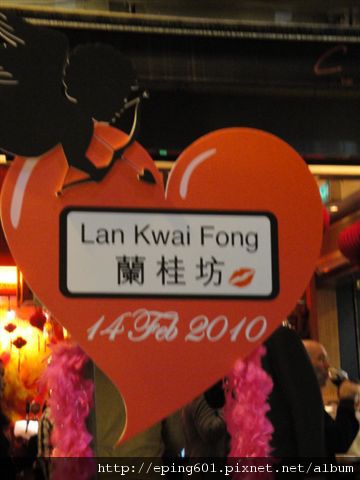 Lan Kwai Fong
蘭桂坊
14 Feb 2010
http://eping601.pixnet.net/album